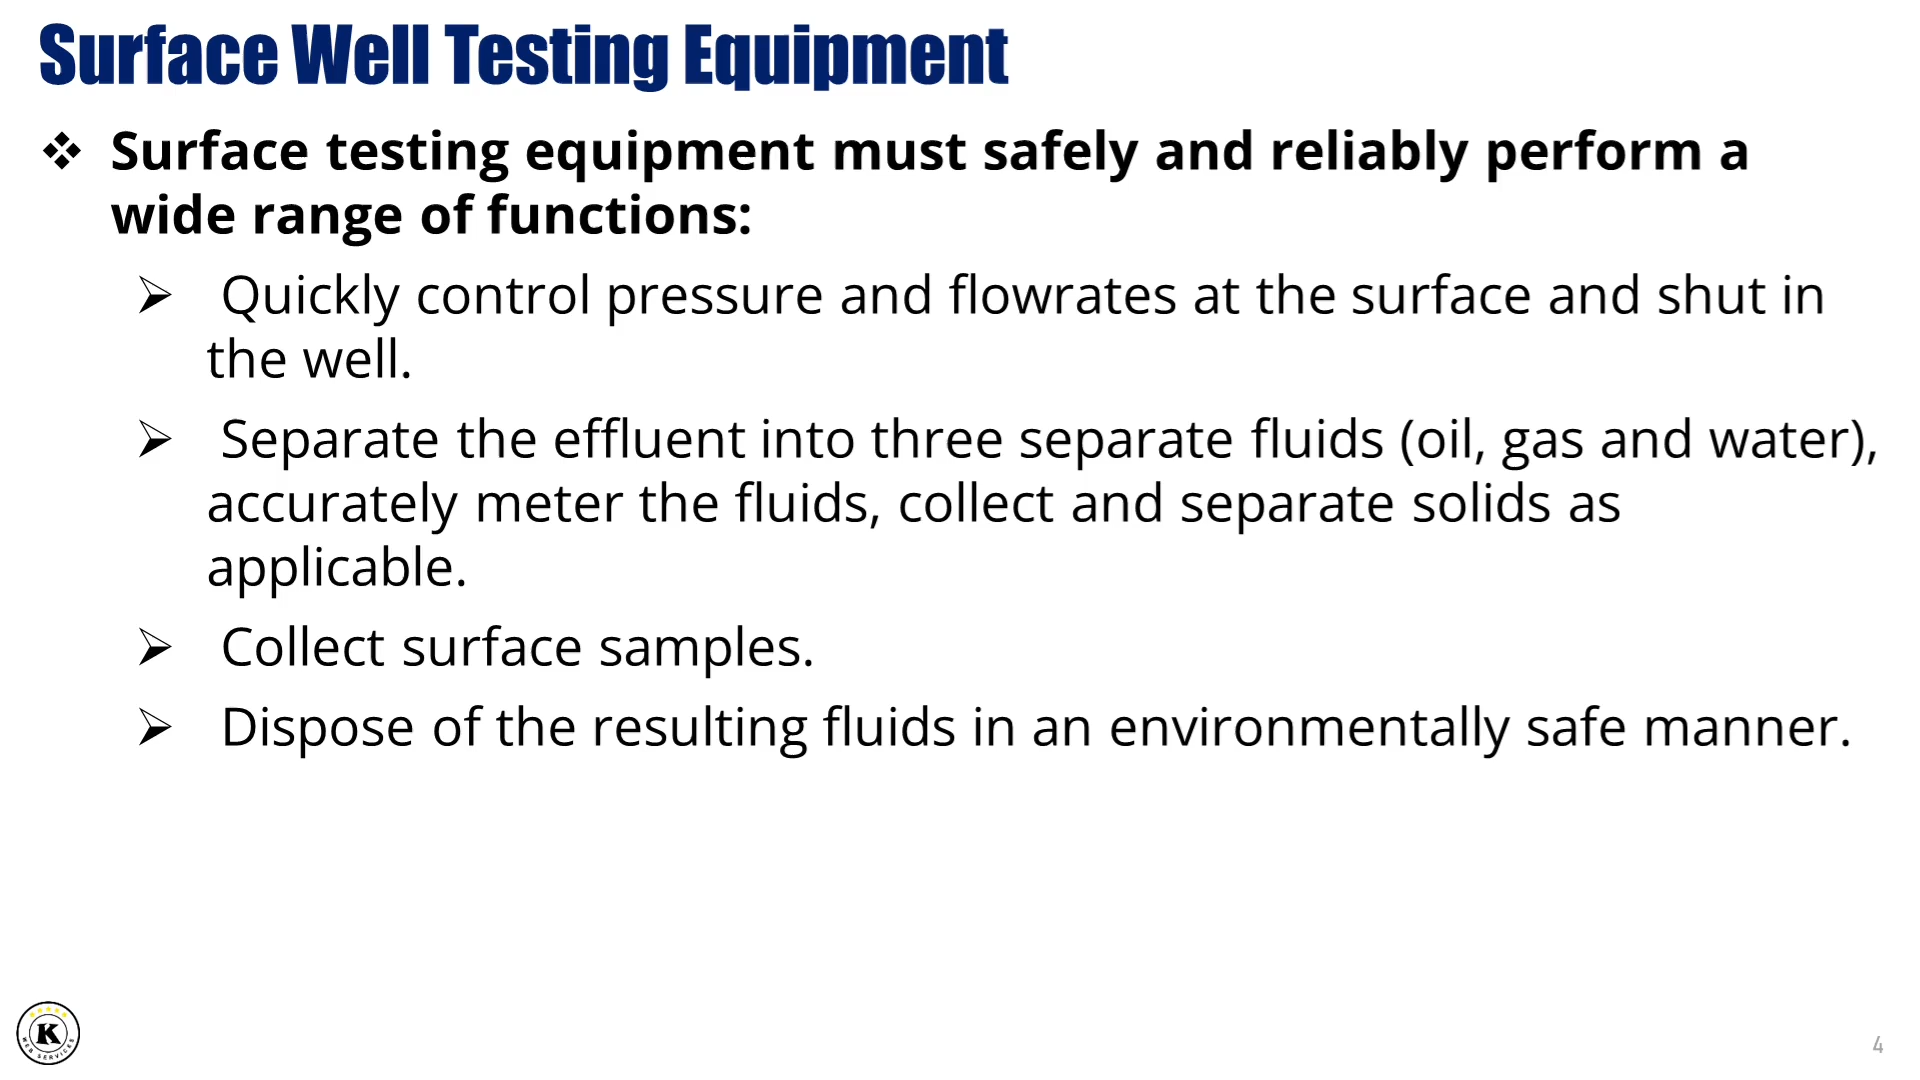 Surface Well Testing Equipment
❖ Surface testing equipment must safely and reliably perform a
wide range of functions:
➢ Quickly control pressure and flowrates at the surface and shut in
the well.
➢ Separate the effluent into three separate fluids (oil, gas and water),
accurately meter the fluids, collect and separate solids as
applicable.
➢ Collect surface samples.
➢ Dispose of the resulting fluids in an environmentally safe manner.
K
WEB SERVICES
4